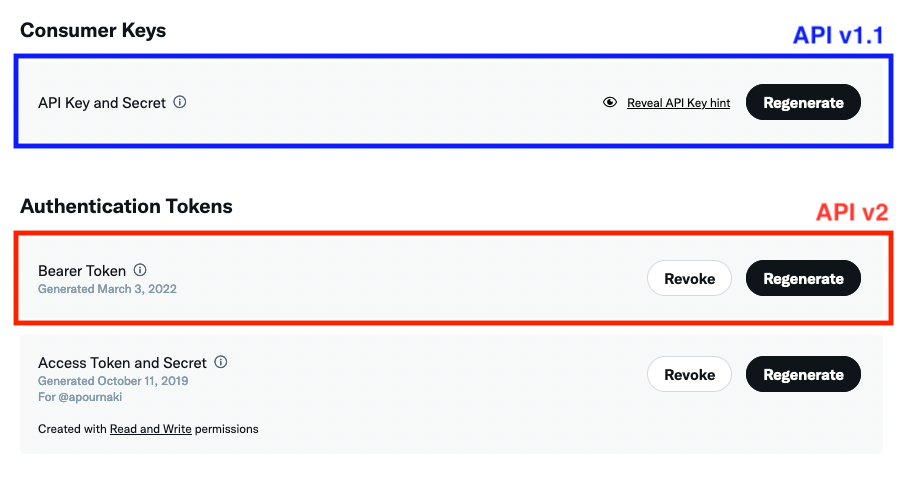 Consumer Keys
API v1.1
API Key and Secret
Reveal API Key hint
Regenerate
Authentication Tokens
API v2
Bearer Token
Generated March 3, 2022
Revoke
Regenerate
Access Token and Secret
Generated October 11, 2019
For @apournaki
Revoke
Regenerate
Created with Read and Write permissions